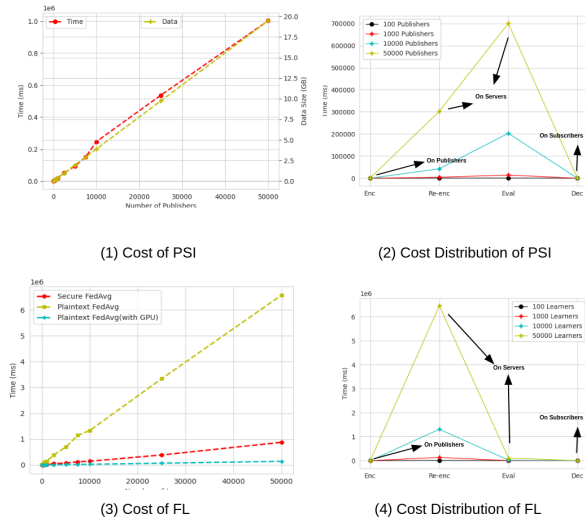 1e6
Time
Data
1.0
0.8
0.6
0.4
0.2
0.0
Time (ms)
20.0
17.5
15.0
12.5
10.0
7.5
5.0
2.5
0.0
Data Size (GB)
0 10000 20000 30000 40000 50000
Number of Publishers
(1) Cost of PSI
100 Publishers
1000 Publishers
10000 Publishers
50000 Publishers
700000
600000
500000
400000
300000
200000
100000
0
Time (ms)
On Servers
On Subscribers
On Publishers
Enc Re-enc Eval Dec
(2) Cost Distribution of PSI
1e6
Secure FedAvg
Plaintext FedAvg
Plaintext FedAvg(with GPU)
6
5
4
3
2
1
0
Time (ms)
0 10000 20000 30000 40000 50000
(3) Cost of FL
1e6
100 Learners
1000 Learners
10000 Learners
50000 Learners
6
5
4
3
2
1
0
Time (ms)
On Servers
On Subscribers
On Publishers
Enc Re-enc Eval Dec
(4) Cost Distribution of FL